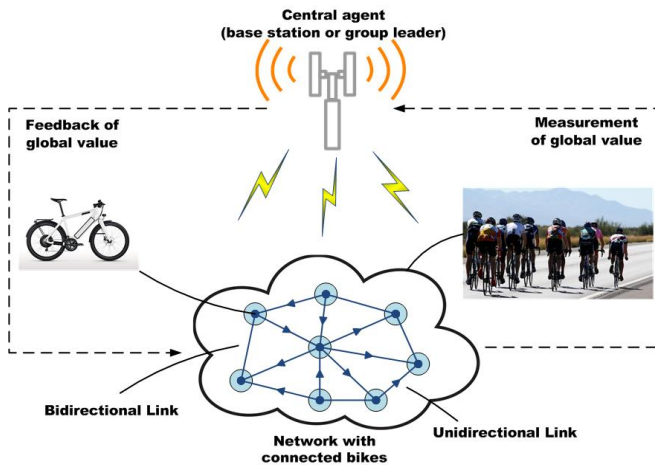 Central agent
(base station or group leader)
Feedback of
global value
Measurement
of global value
Bidirectional Link
Unidirectional Link
Network with
connected bikes